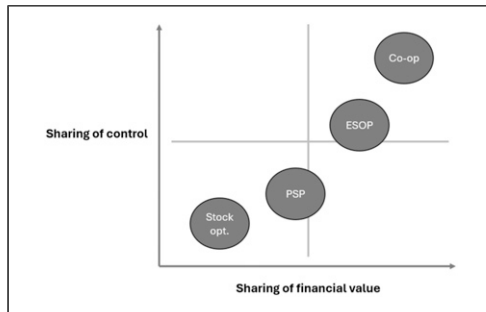 Co-op
Sharing of control
ESOP
PSP
Stock
opt.
Sharing of financial value